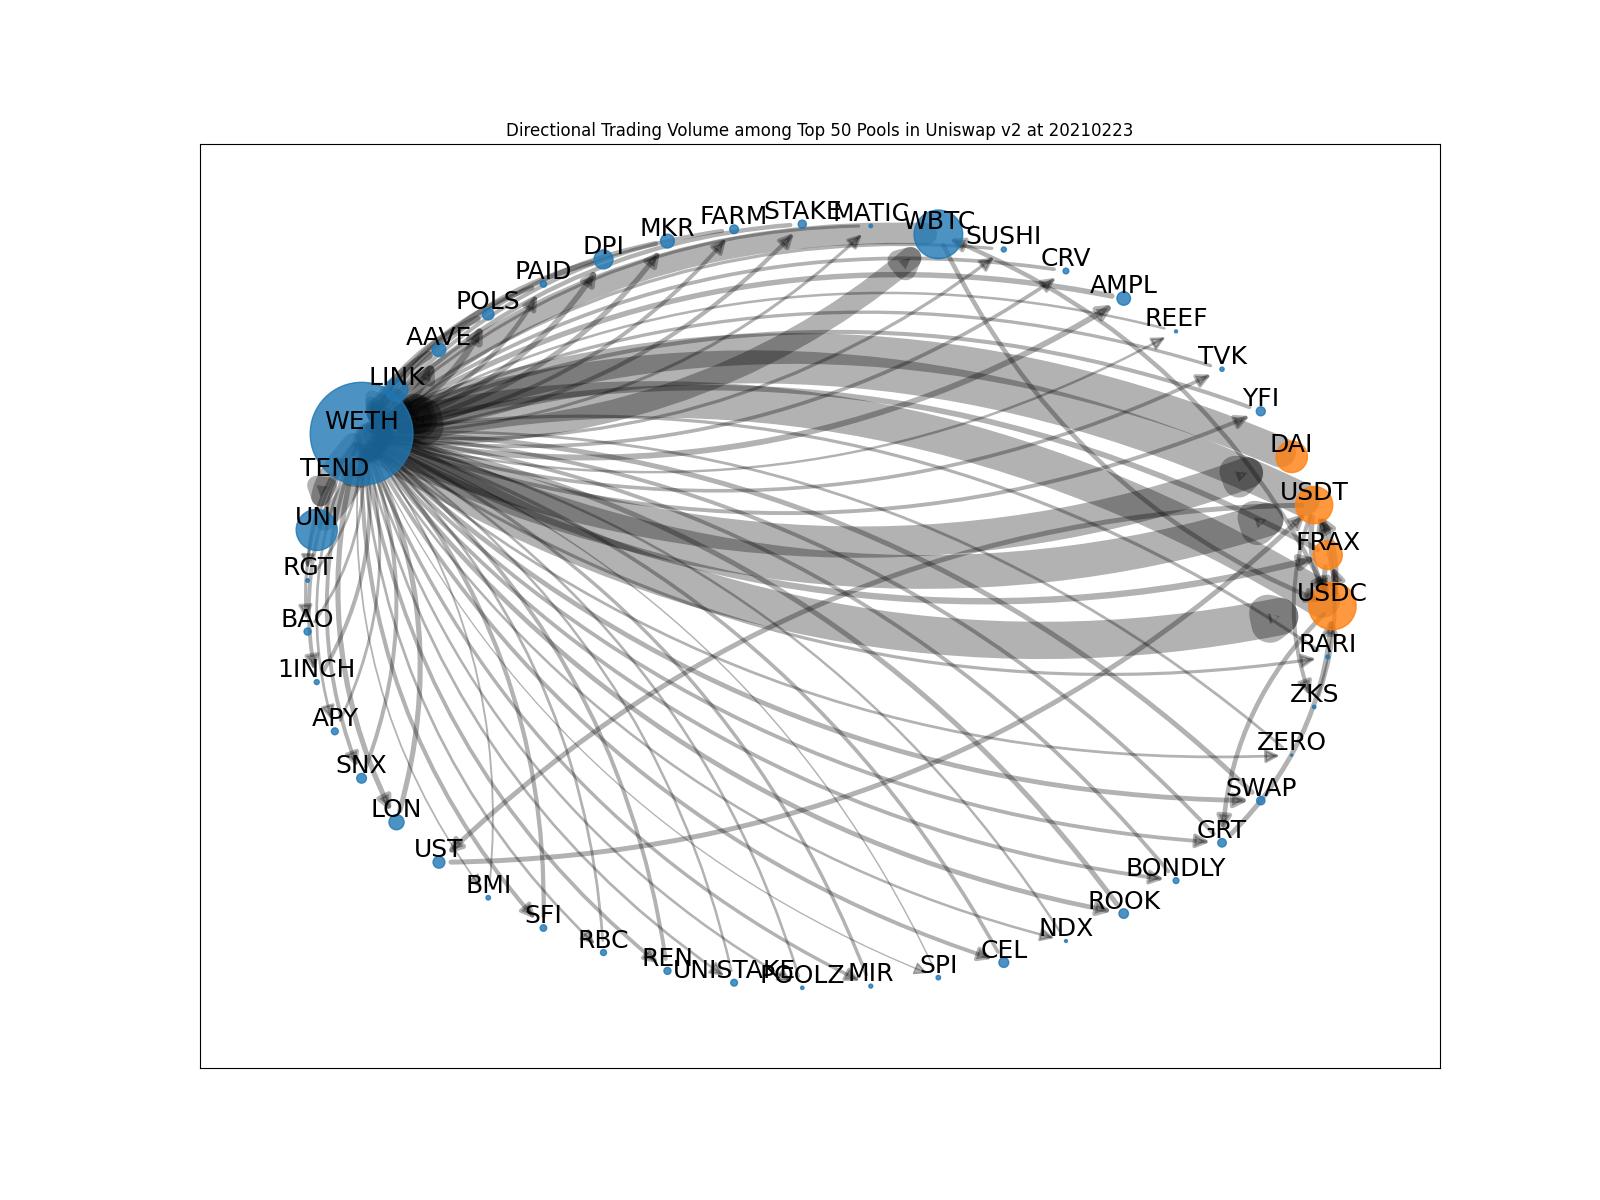 Directional Trading Volume among Top 50 Pools in Uniswap v2 at 20210223
MATIC
STAKE
FARM
WBTC
MKR
SUSHI
DPI
CRV
PAID
AMPL
POLS
REEF
AAVE
TVK
LINK
YFI
WETH
DAI
TEND
USDT
UNI
FRAX
RGT
USDC
BAO
RARI
1INCH
ZKS
APY
ZERO
SNX
SWAP
LON
GRT
UST
BONDLY
BMI
ROOK
SFI
NDX
RBC
CEL
REN
SPI
UNISTAKE
POOLZ
MIR